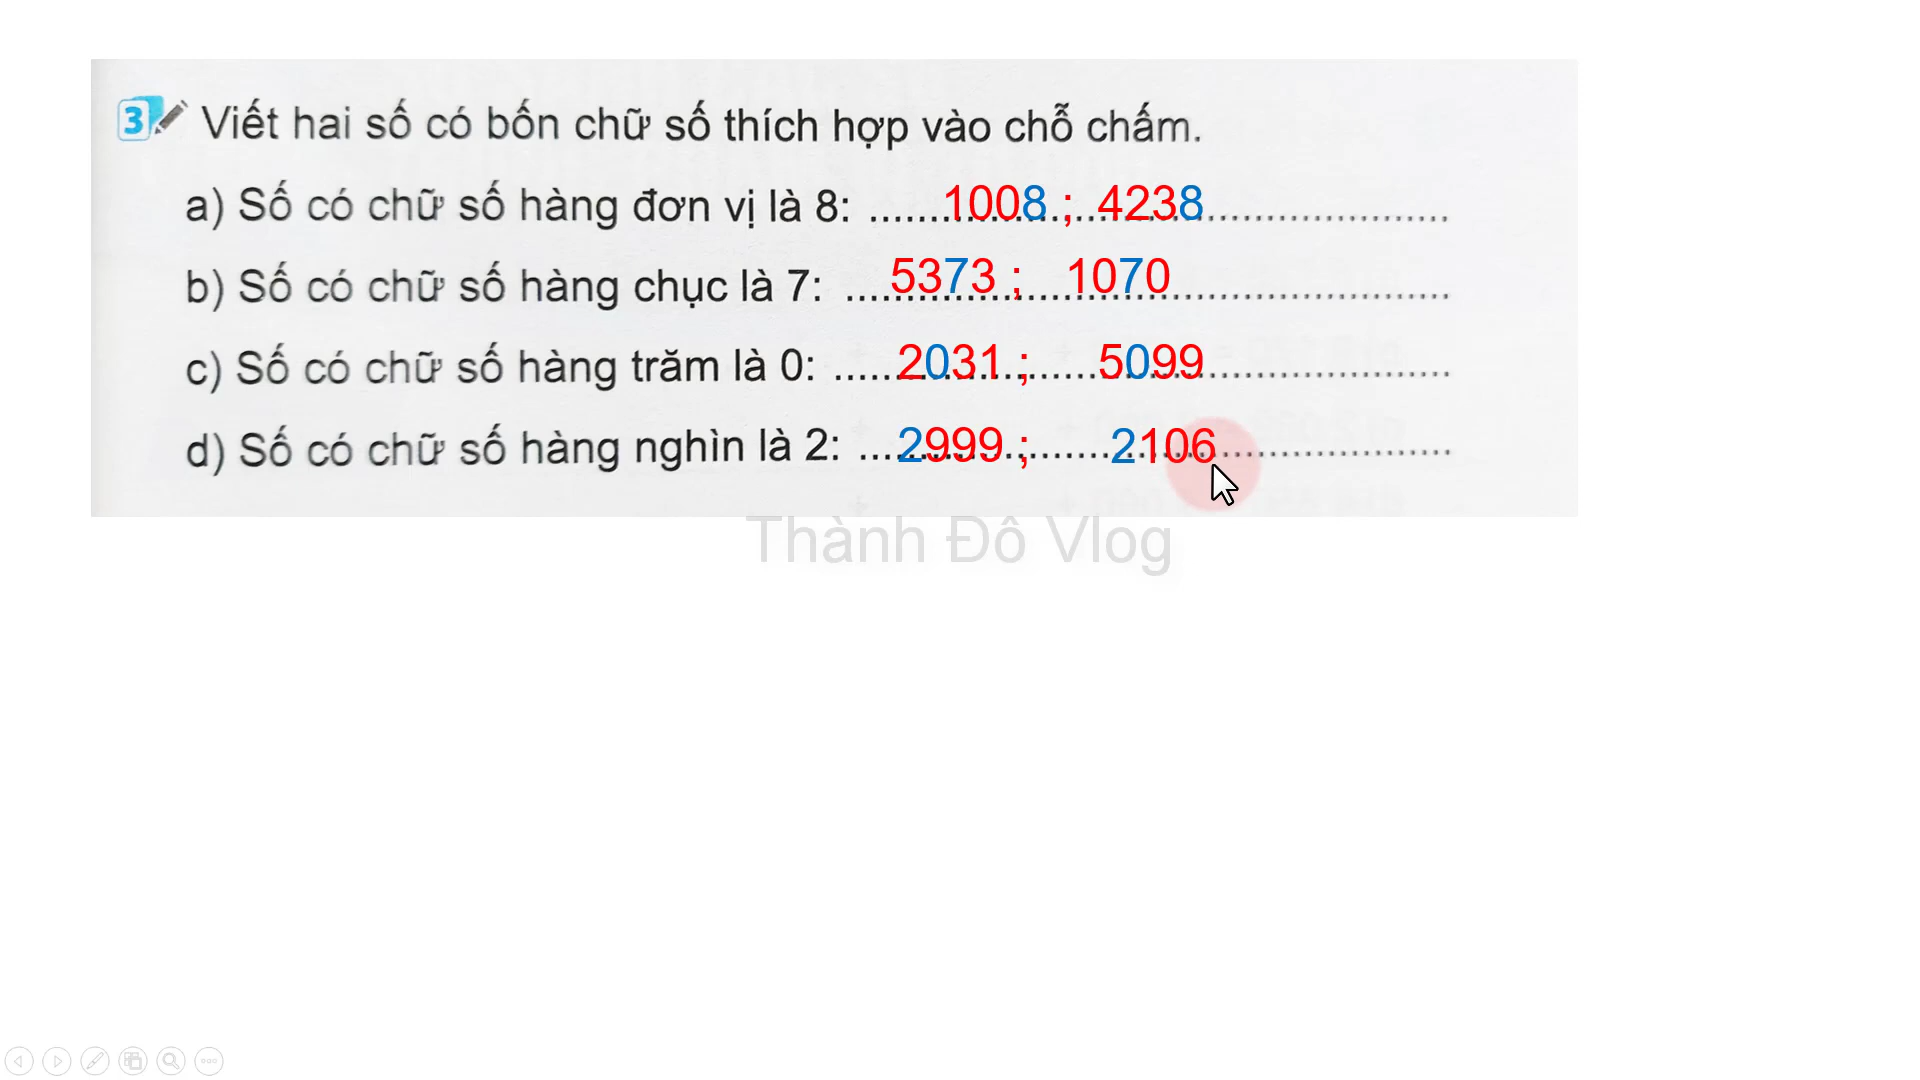 3 Viết hai số có bốn chữ số thích hợp vào chỗ chấm.
a) Số có chữ số hàng đơn vị là 8: 1008 ; 4238
b) Số có chữ số hàng chục là 7: 5373 ; 1070
c) Số có chữ số hàng trăm là 0: 2031 ; 5099
d) Số có chữ số hàng nghìn là 2: 2999 ; 2106
Thành Đô Vlog